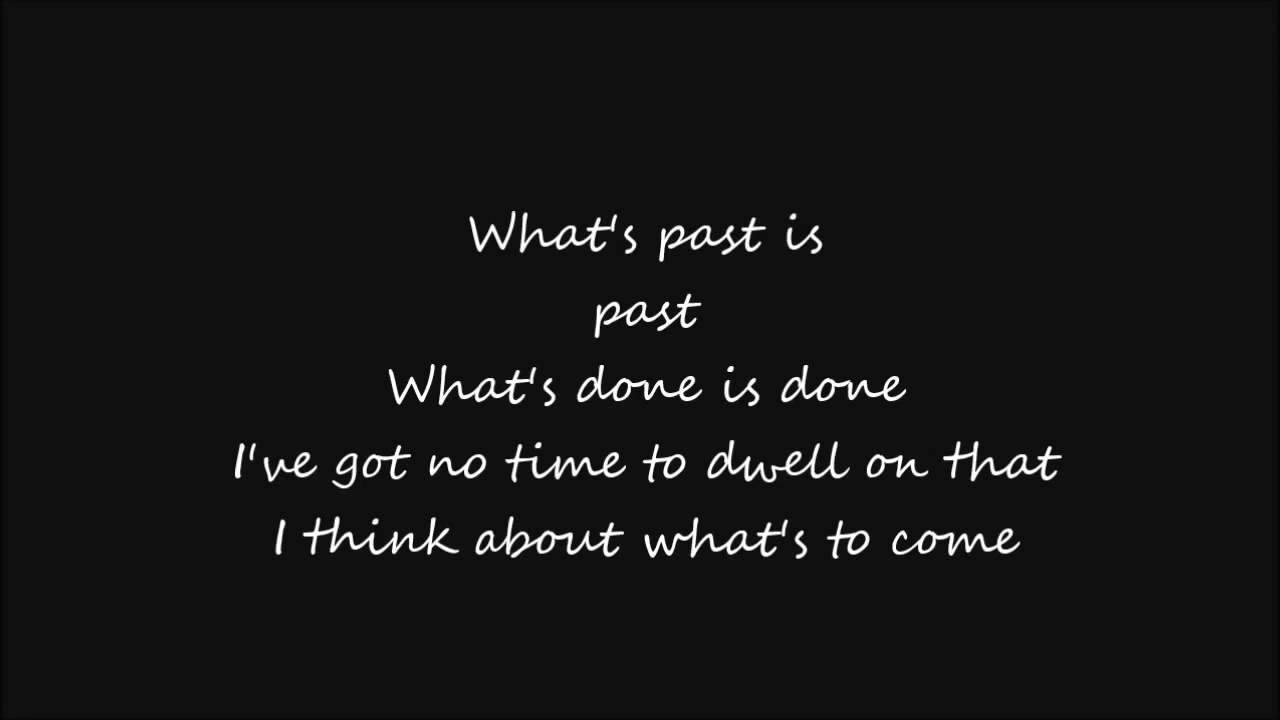 What's past is
past
What's done is done
I've got no time to dwell on that
I think about what's to come